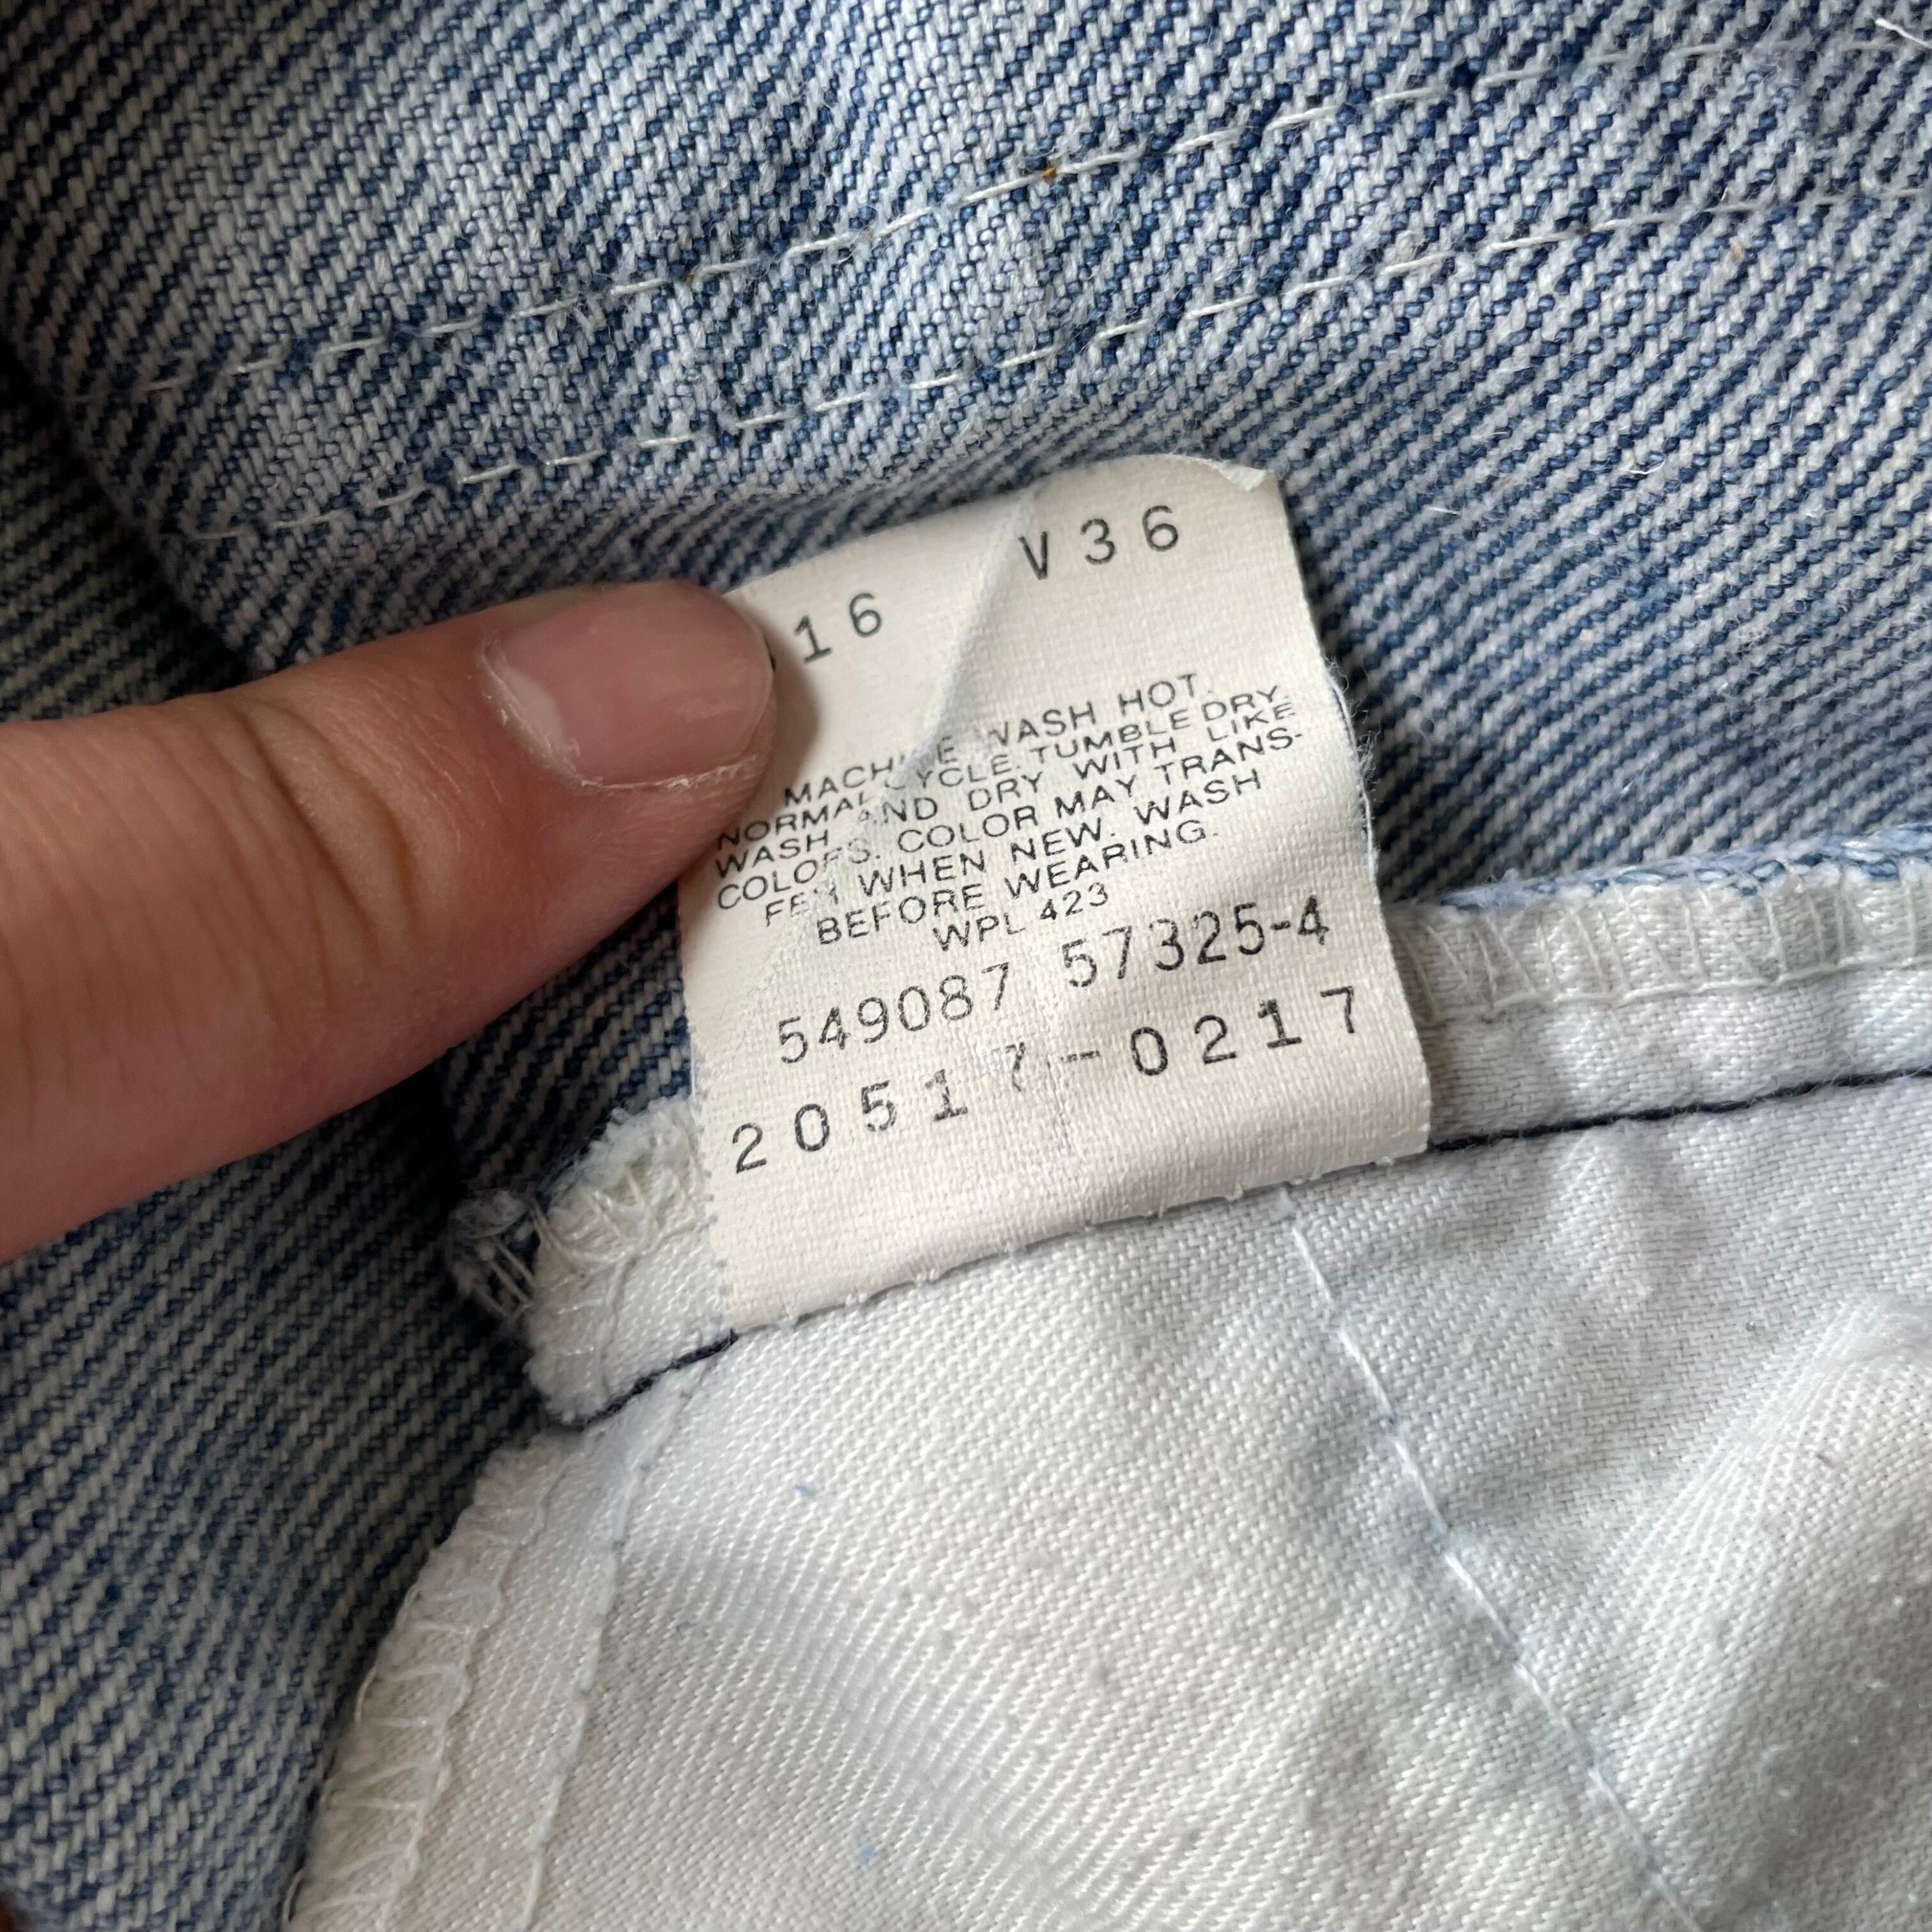 16 V36
MACHINE WASH HOT.
NORMAL CYCLE. TUMBLE DRY.
WASH AND DRY WITH LIKE
COLORS. COLOR MAY TRANS-
FER WHEN NEW. WASH
BEFORE WEARING.
WPL 423
549087 57325-4
20517-0217